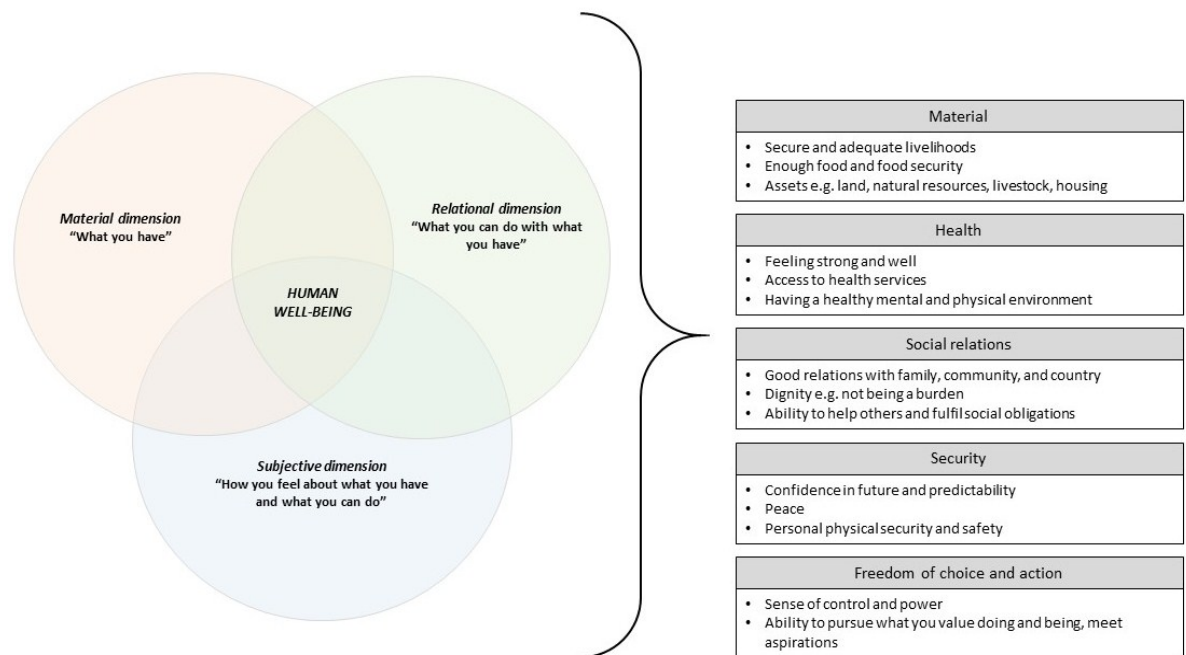 Material dimension
“What you have”
Relational dimension
“What you can do with what
you have”
HUMAN
WELL-BEING
Subjective dimension
“How you feel about what you have
and what you can do”
Material
• Secure and adequate livelihoods
• Enough food and food security
• Assets e.g. land, natural resources, livestock, housing
Health
• Feeling strong and well
• Access to health services
• Having a healthy mental and physical environment
Social relations
• Good relations with family, community, and country
• Dignity e.g. not being a burden
• Ability to help others and fulfil social obligations
Security
• Confidence in future and predictability
• Peace
• Personal physical security and safety
Freedom of choice and action
• Sense of control and power
• Ability to pursue what you value doing and being, meet
aspirations